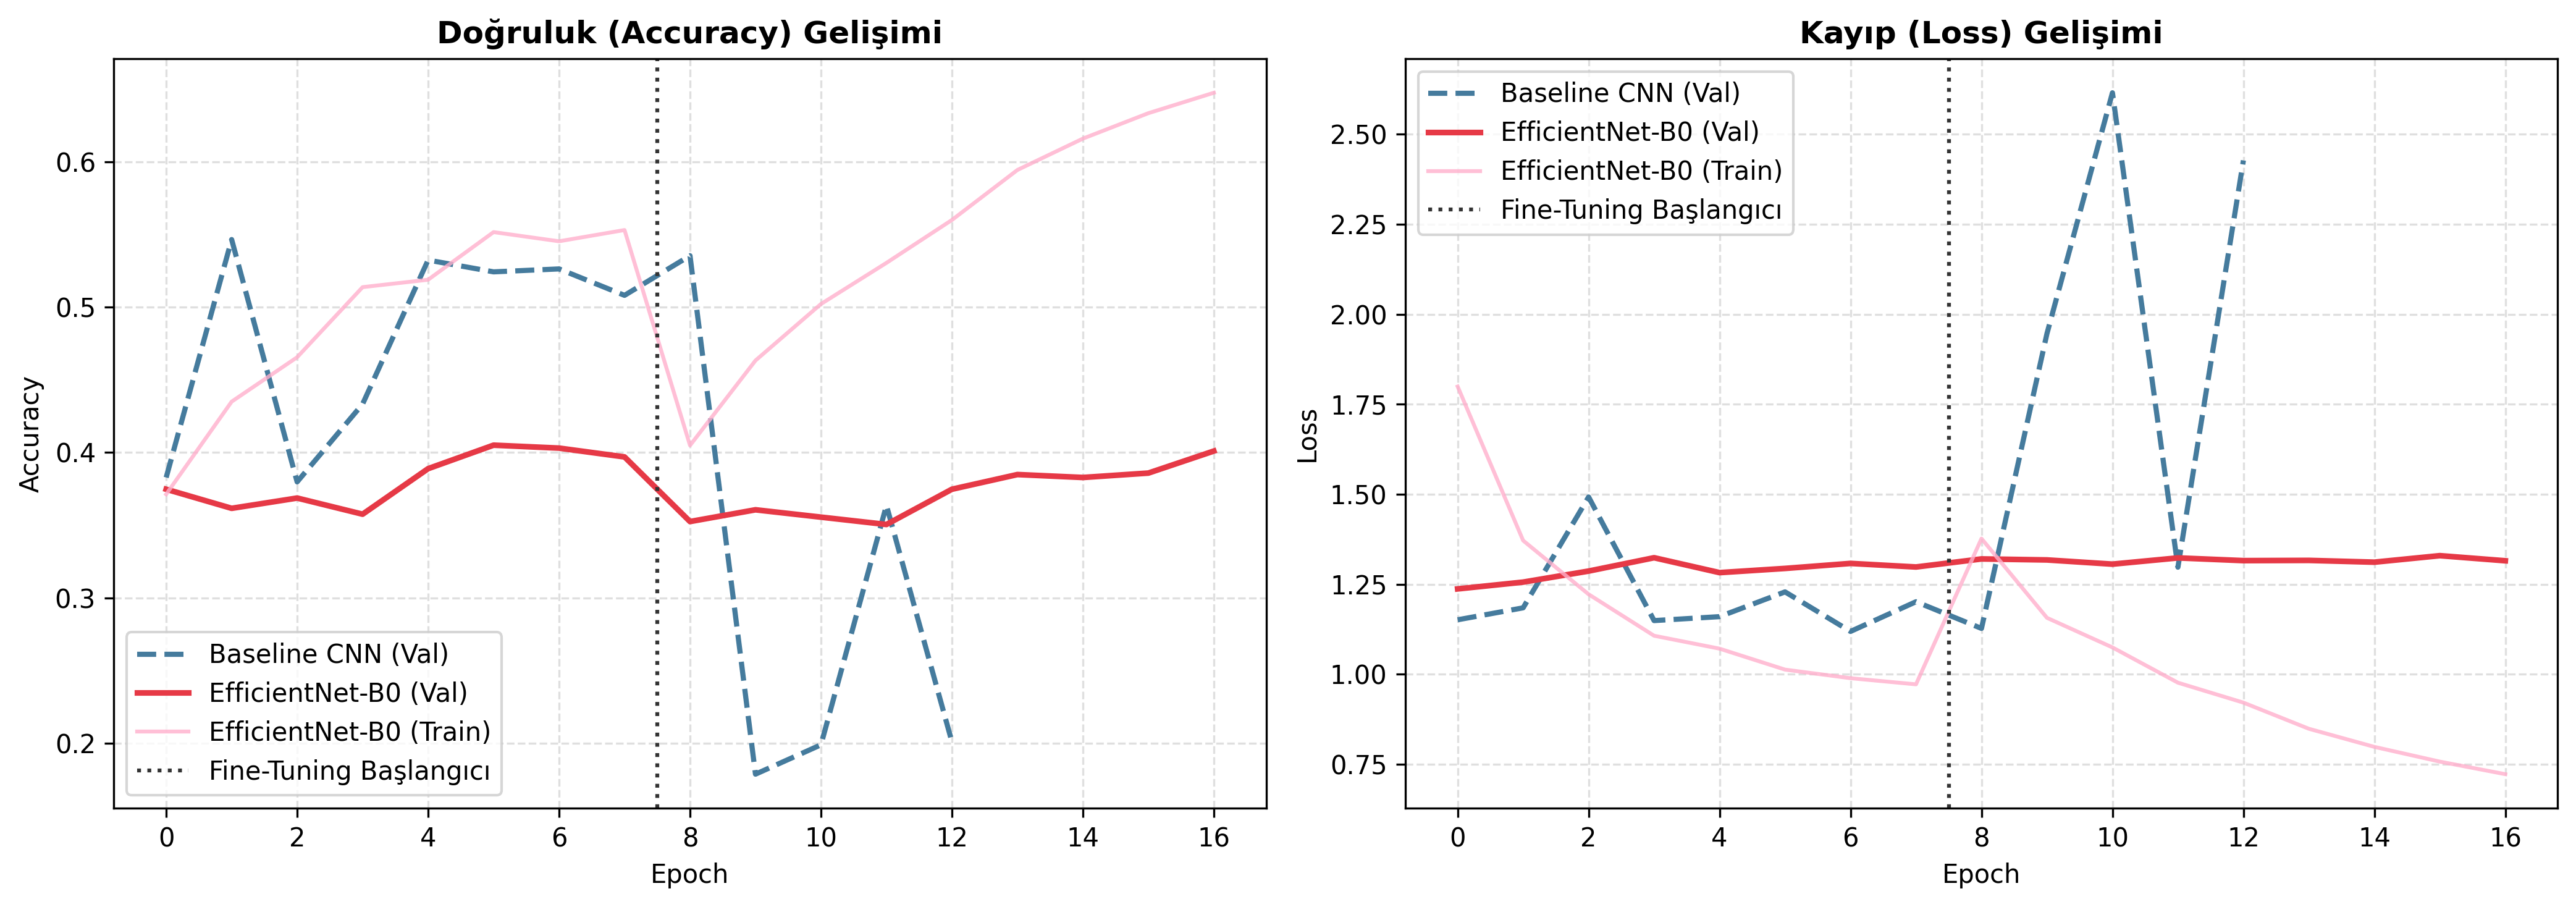 Doğruluk (Accuracy) Gelişimi
Accuracy
0.6
0.5
0.4
0.3
0.2
Baseline CNN (Val)
EfficientNet-B0 (Val)
EfficientNet-B0 (Train)
Fine-Tuning Başlangıcı
0 2 4 6 8 10 12 14 16
Epoch
Kayıp (Loss) Gelişimi
Loss
2.50
2.25
2.00
1.75
1.50
1.25
1.00
0.75
Baseline CNN (Val)
EfficientNet-B0 (Val)
EfficientNet-B0 (Train)
Fine-Tuning Başlangıcı
0 2 4 6 8 10 12 14 16
Epoch